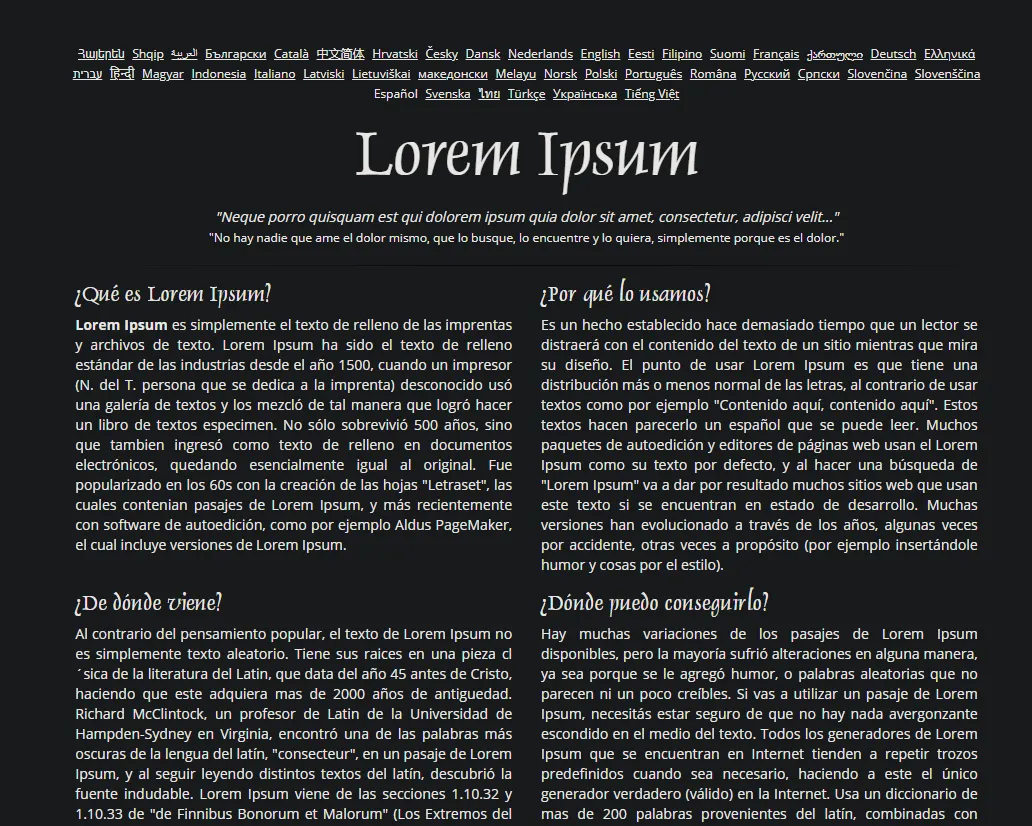 Հայերեն Shqip العربية Български Català 中文简体 Hrvatski Česky Dansk Nederlands English Eesti Filipino Suomi Français ქართული Deutsch Ελληνικά
עברית हिन्दी Magyar Indonesia Italiano Latviski Lietuviškai македонски Melayu Norsk Polski Português Româna Pyccкий Српски Slovenčina Slovenščina
Español Svenska ไทย Türkçe Українська Tiếng Việt
Lorem Ipsum
"Neque porro quisquam est qui dolorem ipsum quia dolor sit amet, consectetur, adipisci velit..."
"No hay nadie que ame el dolor mismo, que lo busque, lo encuentre y lo quiera, simplemente porque es el dolor."
¿Qué es Lorem Ipsum?
Lorem Ipsum es simplemente el texto de relleno de las imprentas
y archivos de texto. Lorem Ipsum ha sido el texto de relleno
estándar de las industrias desde el año 1500, cuando un impresor
(N. del T. persona que se dedica a la imprenta) desconocido usó
una galería de textos y los mezcló de tal manera que logró hacer
un libro de textos especimen. No sólo sobrevivió 500 años, sino
que tambien ingresó como texto de relleno en documentos
electrónicos, quedando esencialmente igual al original. Fue
popularizado en los 60s con la creación de las hojas "Letraset", las
cuales contenian pasajes de Lorem Ipsum, y más recientemente
con software de autoedición, como por ejemplo Aldus PageMaker,
el cual incluye versiones de Lorem Ipsum.
¿Por qué lo usamos?
Es un hecho establecido hace demasiado tiempo que un lector se
distraerá con el contenido del texto de un sitio mientras que mira
su diseño. El punto de usar Lorem Ipsum es que tiene una
distribución más o menos normal de las letras, al contrario de usar
textos como por ejemplo "Contenido aquí, contenido aquí". Estos
textos hacen parecerlo un español que se puede leer. Muchos
paquetes de autoedición y editores de páginas web usan el Lorem
Ipsum como su texto por defecto, y al hacer una búsqueda de
"Lorem Ipsum" va a dar por resultado muchos sitios web que usan
este texto si se encuentran en estado de desarrollo. Muchas
versiones han evolucionado a través de los años, algunas veces
por accidente, otras veces a propósito (por ejemplo insertándole
humor y cosas por el estilo).
¿De dónde viene?
Al contrario del pensamiento popular, el texto de Lorem Ipsum no
es simplemente texto aleatorio. Tiene sus raices en una pieza cl
´sica de la literatura del Latin, que data del año 45 antes de Cristo,
haciendo que este adquiera mas de 2000 años de antiguedad.
Richard McClintock, un profesor de Latin de la Universidad de
Hampden-Sydney en Virginia, encontró una de las palabras más
oscuras de la lengua del latín, "consecteur", en un pasaje de Lorem
Ipsum, y al seguir leyendo distintos textos del latín, descubrió la
fuente indudable. Lorem Ipsum viene de las secciones 1.10.32 y
1.10.33 de "de Finnibus Bonorum et Malorum" (Los Extremos del
¿Dónde puedo conseguirlo?
Hay muchas variaciones de los pasajes de Lorem Ipsum
disponibles, pero la mayoría sufrió alteraciones en alguna manera,
ya sea porque se le agregó humor, o palabras aleatorias que no
parecen ni un poco creíbles. Si vas a utilizar un pasaje de Lorem
Ipsum, necesitás estar seguro de que no hay nada avergonzante
escondido en el medio del texto. Todos los generadores de Lorem
Ipsum que se encuentran en Internet tienden a repetir trozos
predefinidos cuando sea necesario, haciendo a este el único
generador verdadero (válido) en la Internet. Usa un diccionario de
mas de 200 palabras provenientes del latín, combinadas con